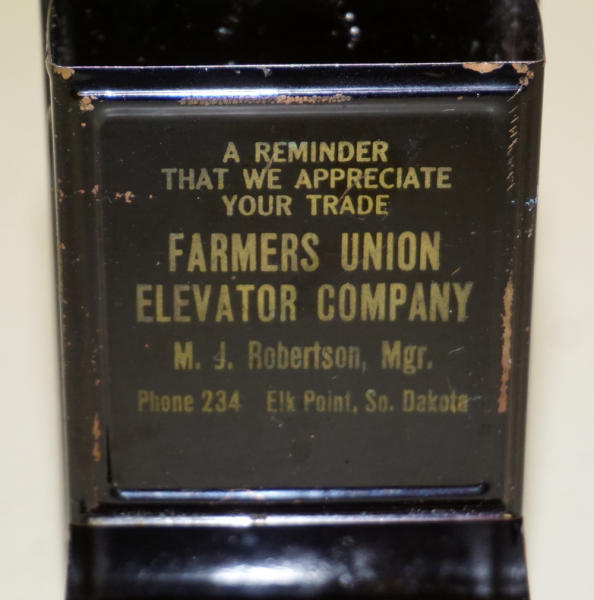 A REMINDER
THAT WE APPRECIATE
YOUR TRADE
FARMERS UNION
ELEVATOR COMPANY
M. J. Robertson, Mgr.
Phone 234 Elk Point, So. Dakota